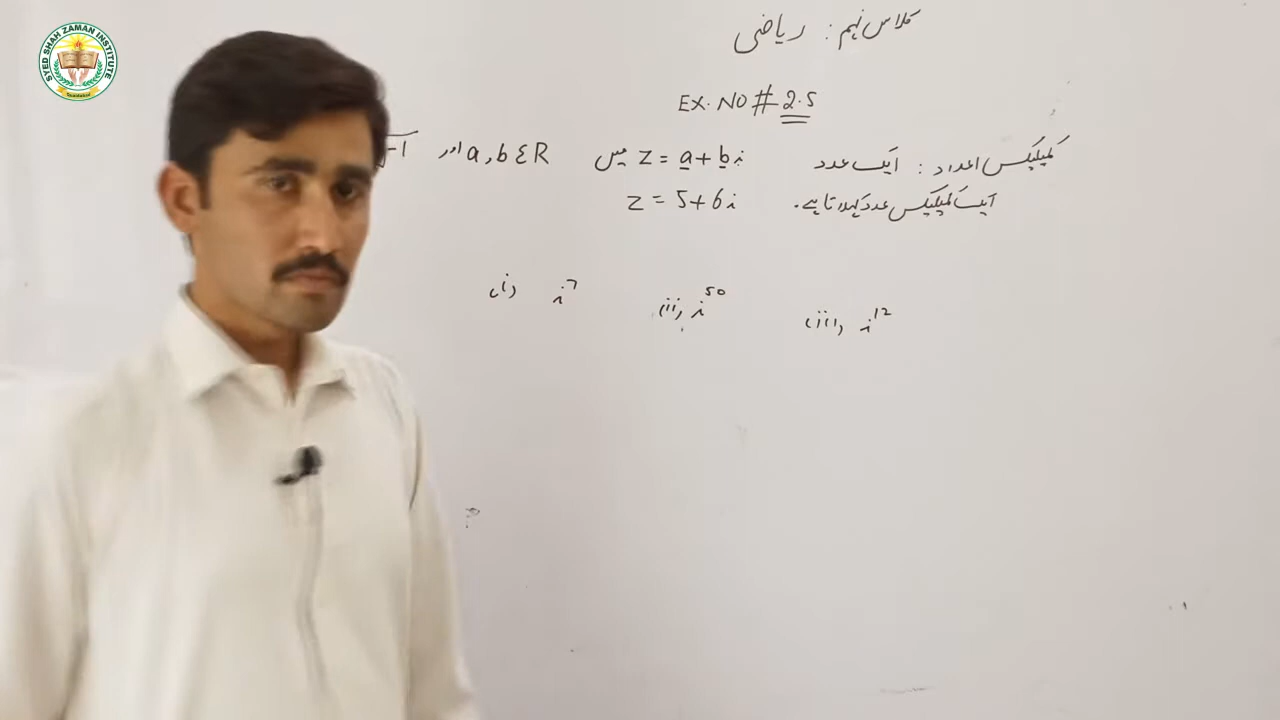 SYED SHAH ZAMAN INSTITUTE
کلاس نہم : ریاضی
EX. NO # 2.5
کمپلیکس اعداد : ایک عدد z = a + bi میں a, b ∈ R اور
ایک کمپلیکس عدد کہلاتا ہے۔ z = 5 + 6i
(i) i⁷ (ii) i⁵⁰ (iii) i¹²